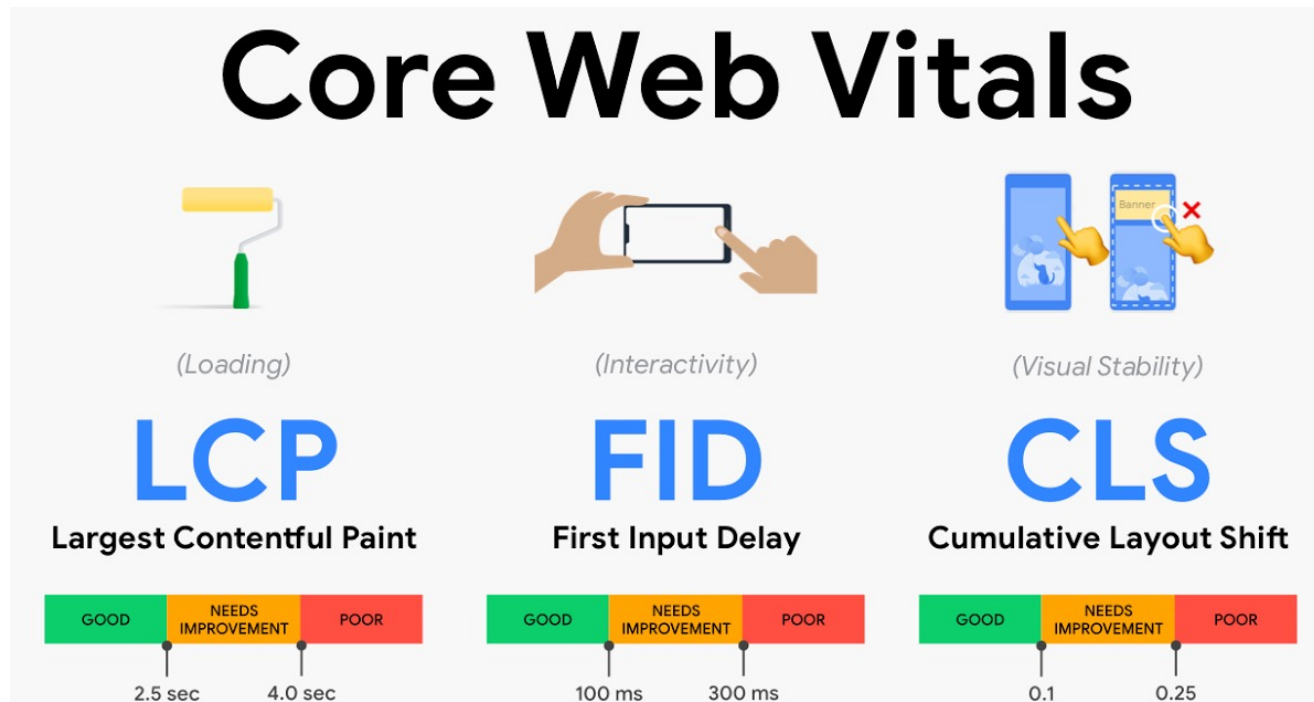 Core Web Vitals
Banner
(Loading)
(Interactivity)
(Visual Stability)
LCP
FID
CLS
Largest Contentful Paint
First Input Delay
Cumulative Layout Shift
GOOD
NEEDS
IMPROVEMENT
POOR
GOOD
NEEDS
IMPROVEMENT
POOR
GOOD
NEEDS
IMPROVEMENT
POOR
2.5 sec
4.0 sec
100 ms
300 ms
0.1
0.25